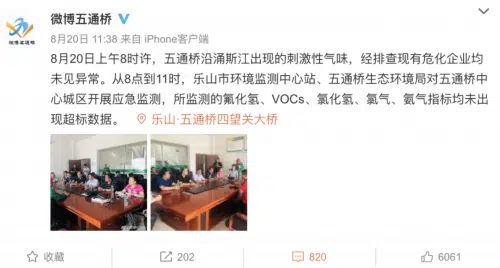 微博五通桥
微博五通桥
8月20日 11:38 来自 iPhone客户端
8月20日上午8时许，五通桥沿涌斯江出现的刺激性气味，经排查现有危化企业均
未见异常。从8点到11时，乐山市环境监测中心站、五通桥生态环境局对五通桥中
心城区开展应急监测，所监测的氟化氢、VOCs、氯化氢、氯气、氨气指标均未出
现超标数据。 乐山·五通桥四望关大桥
收藏 202 820 6061